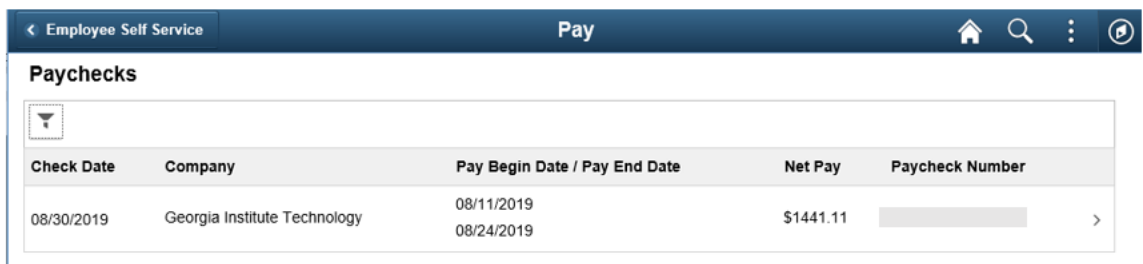 Employee Self Service Pay
Paychecks
Check Date Company Pay Begin Date / Pay End Date Net Pay Paycheck Number
08/30/2019 Georgia Institute Technology 08/11/2019 $1441.11
08/24/2019